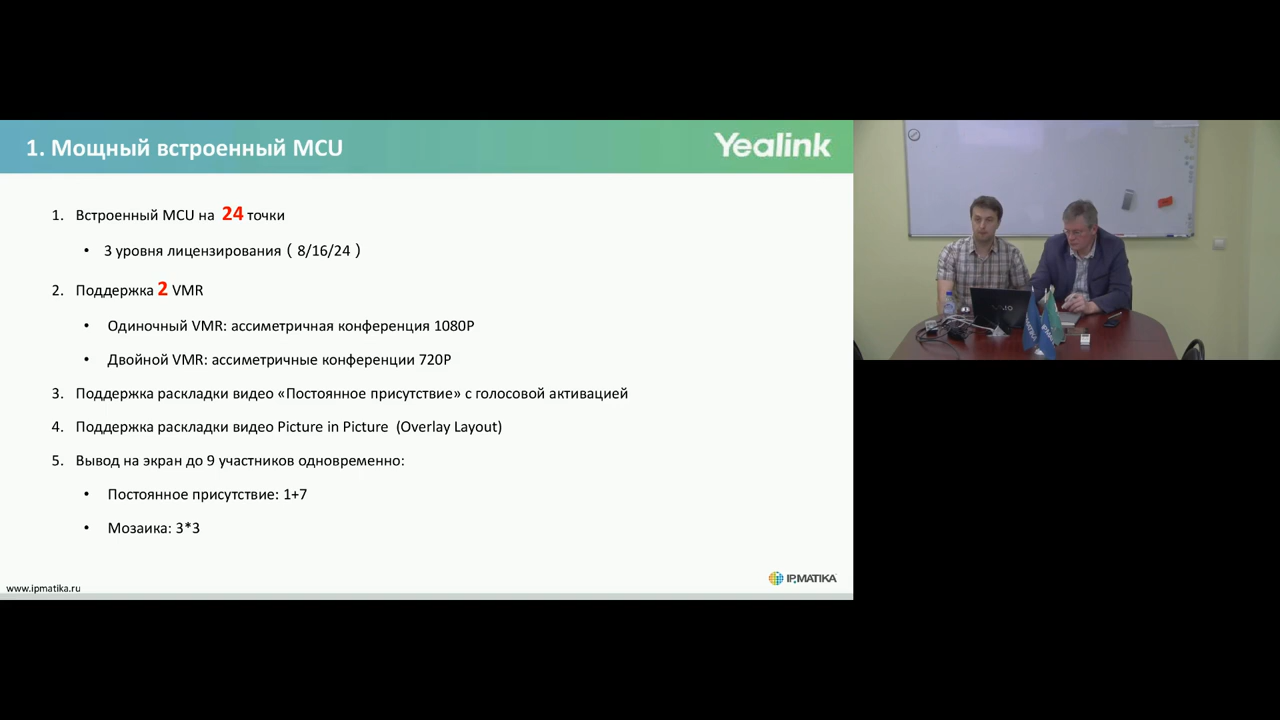 1. Мощный встроенный MCU
Yealink
1. Встроенный MCU на 24 точки
• 3 уровня лицензирования ( 8/16/24 )
2. Поддержка 2 VMR
• Одиночный VMR: ассиметричная конференция 1080P
• Двойной VMR: ассиметричные конференции 720P
3. Поддержка раскладки видео «Постоянное присутствие» с голосовой активацией
4. Поддержка раскладки видео Picture in Picture (Overlay Layout)
5. Вывод на экран до 9 участников одновременно:
• Постоянное присутствие: 1+7
• Мозаика: 3*3
www.ipmatika.ru
IPMATIKA